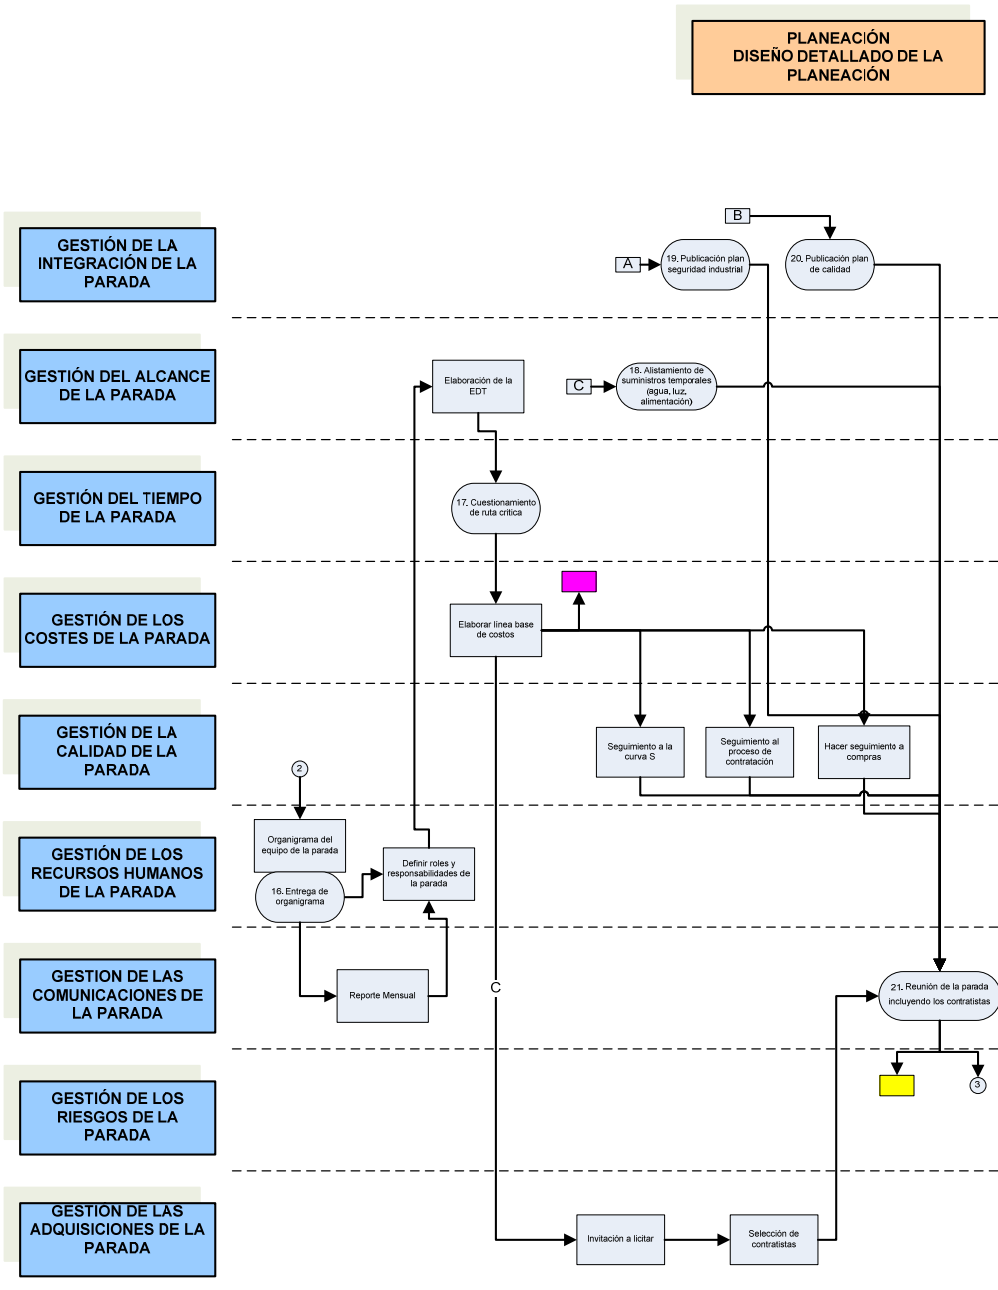 PLANEACIÓN
DISEÑO DETALLADO DE LA
PLANEACIÓN
GESTIÓN DE LA
INTEGRACIÓN DE LA
PARADA
B
A
19. Publicación plan
seguridad industrial
20. Publicación plan
de calidad
GESTIÓN DEL ALCANCE
DE LA PARADA
Elaboración de la
EDT
C
18. Alistamiento de
suministros temporales
(agua, luz,
alimentación)
GESTIÓN DEL TIEMPO
DE LA PARADA
17. Cuestionamiento
de ruta crítica
GESTIÓN DE LOS
COSTES DE LA PARADA
Elaborar línea base
de costos
GESTIÓN DE LA
CALIDAD DE LA
PARADA
2
Seguimiento a la
curva S
Seguimiento al
proceso de
contratación
Hacer seguimiento a
compras
GESTIÓN DE LOS
RECURSOS HUMANOS
DE LA PARADA
Organigrama del
equipo de la parada
16. Entrega de
organigrama
Definir roles y
responsabilidades de
la parada
GESTION DE LAS
COMUNICACIONES DE
LA PARADA
Reporte Mensual
C
21. Reunión de la parada
incluyendo los contratistas
GESTIÓN DE LOS
RIESGOS DE LA
PARADA
3
GESTIÓN DE LAS
ADQUISICIONES DE LA
PARADA
Invitación a licitar
Selección de
contratistas